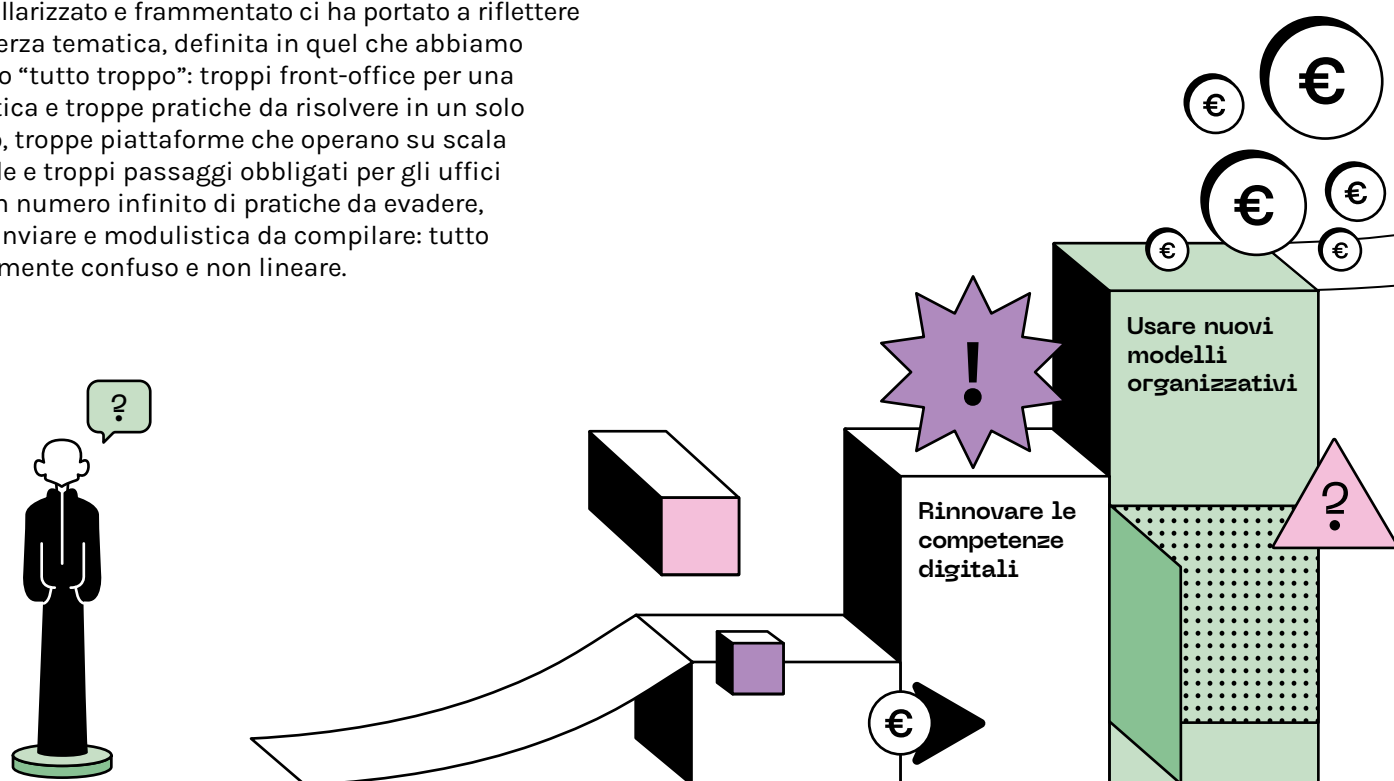 llarizzato e frammentato ci ha portato a riflettere
erza tematica, definita in quel che abbiamo
o “tutto troppo”: troppi front-office per una
tica e troppe pratiche da risolvere in un solo
o, troppe piattaforme che operano su scala
le e troppi passaggi obbligati per gli uffici
n numero infinito di pratiche da evadere,
nviare e modulistica da compilare: tutto
mente confuso e non lineare.
?
€
€
€
€
€
€
!
Usare nuovi
modelli
organizzativi
?
Rinnovare le
competenze
digitali
€